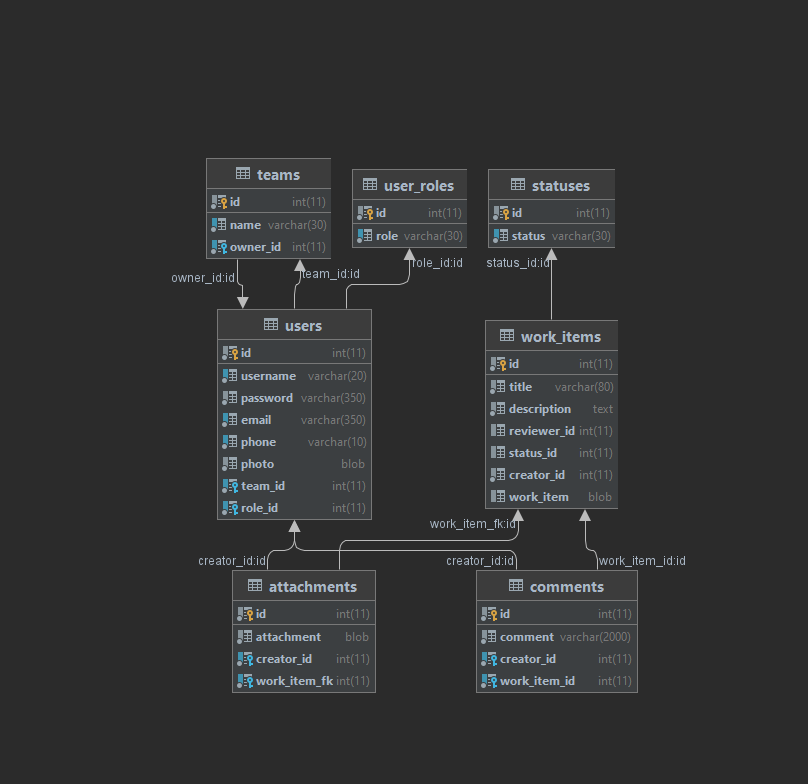 teams
id int(11)
name varchar(30)
owner_id int(11)
user_roles
id int(11)
role varchar(30)
statuses
id int(11)
status varchar(30)
owner_id:id
team_id:id
role_id:id
status_id:id
users
id int(11)
username varchar(20)
password varchar(350)
email varchar(350)
phone varchar(10)
photo blob
team_id int(11)
role_id int(11)
work_items
id int(11)
title varchar(80)
description text
reviewer_id int(11)
status_id int(11)
creator_id int(11)
work_item blob
work_item_fk:id
creator_id:id
creator_id:id
work_item_id:id
attachments
id int(11)
attachment blob
creator_id int(11)
work_item_fk int(11)
comments
id int(11)
comment varchar(2000)
creator_id int(11)
work_item_id int(11)